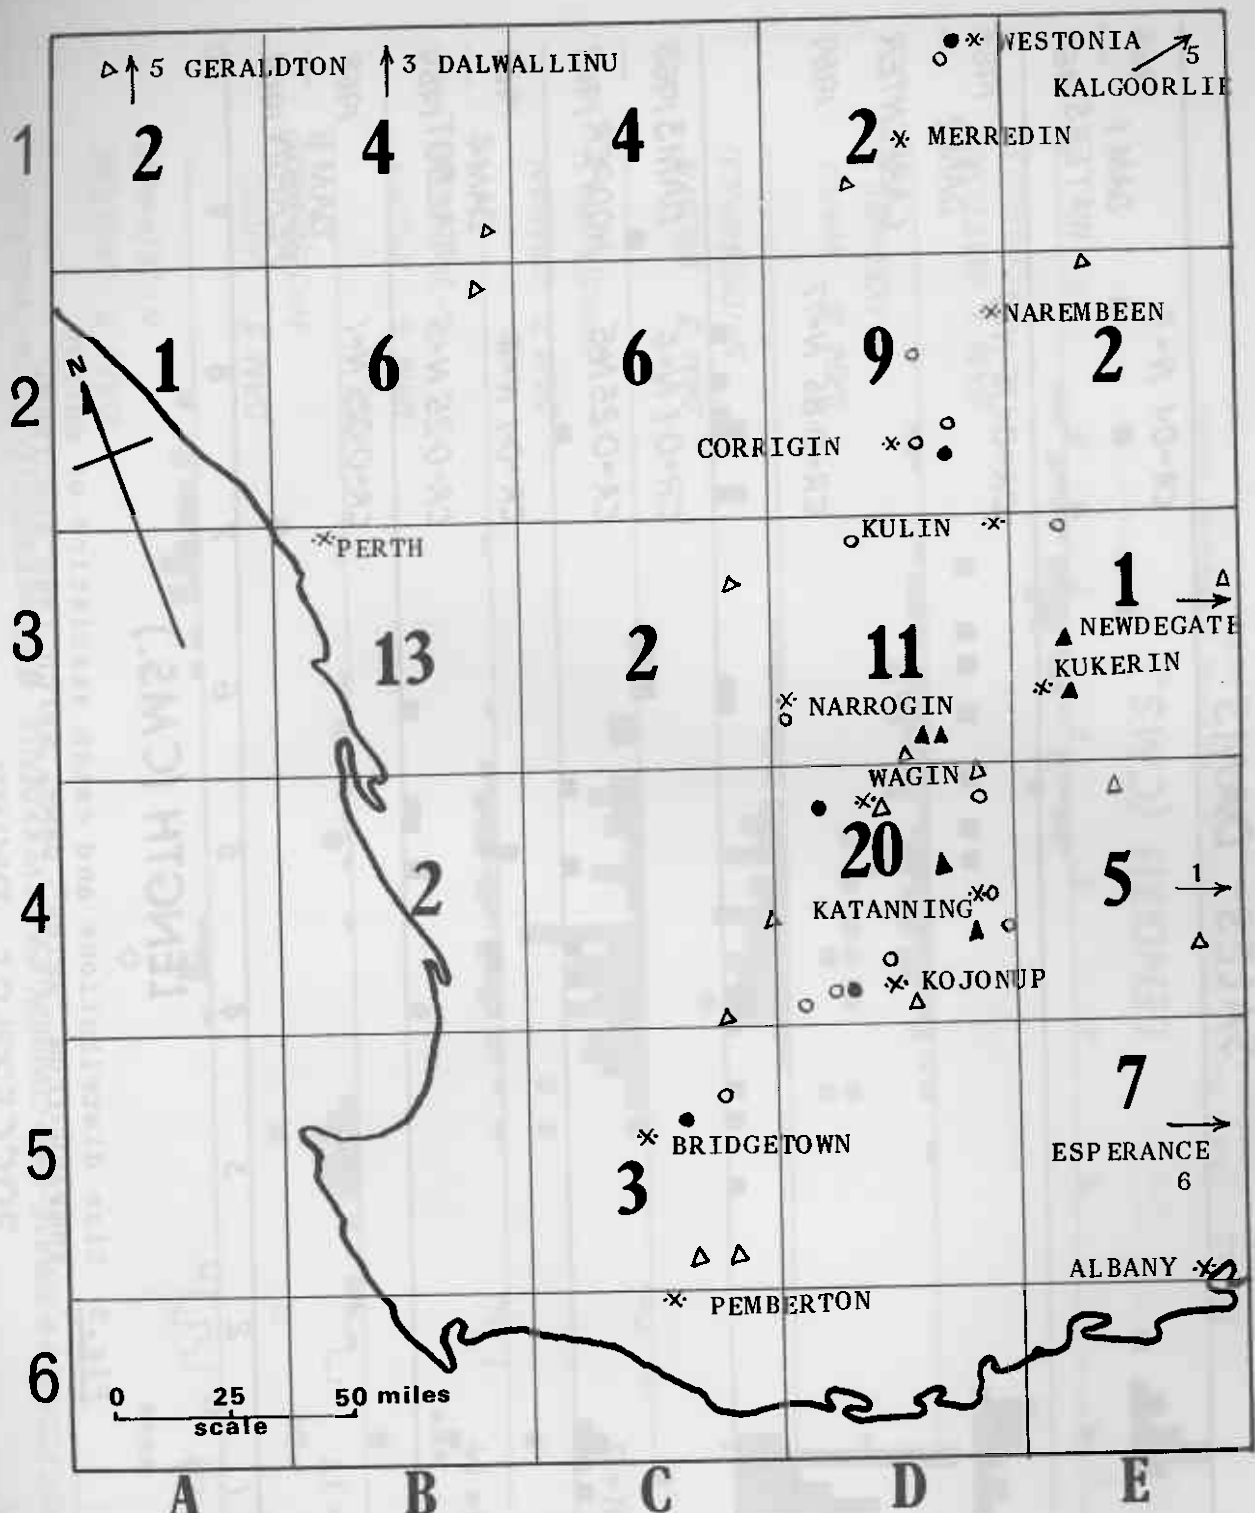 WESTONIA
5 GERALDTON
3 DALWALLINU
5
KALGOORLIE
1
2
4
4
2
MERREDIN
NAREMBEEN
N
2
1
6
6
9
2
CORRIGIN
KULIN
PERTH
1
3
13
2
11
NEWDEGATE
KUKERIN
NARROGIN
WAGIN
4
2
20
5
1
KATANNING
KOJONUP
7
5
BRIDGETOWN
ESPERANCE
3
6
ALBANY
PEMBERTON
6
0 25 50 miles
scale
A B C D E